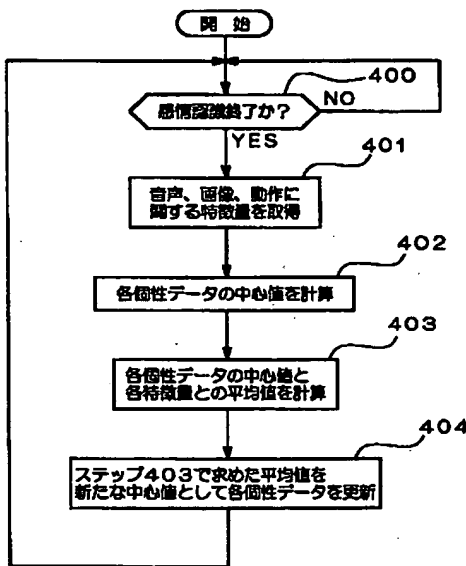 開始
400
感情認識終了か?
NO
YES
401
音声、画像、動作に
関する特徴量を取得
402
各個性データの中心値を計算
403
各個性データの中心値と
各特徴量との平均値を計算
404
ステップ403で求めた平均値を
新たな中心値として各個性データを更新